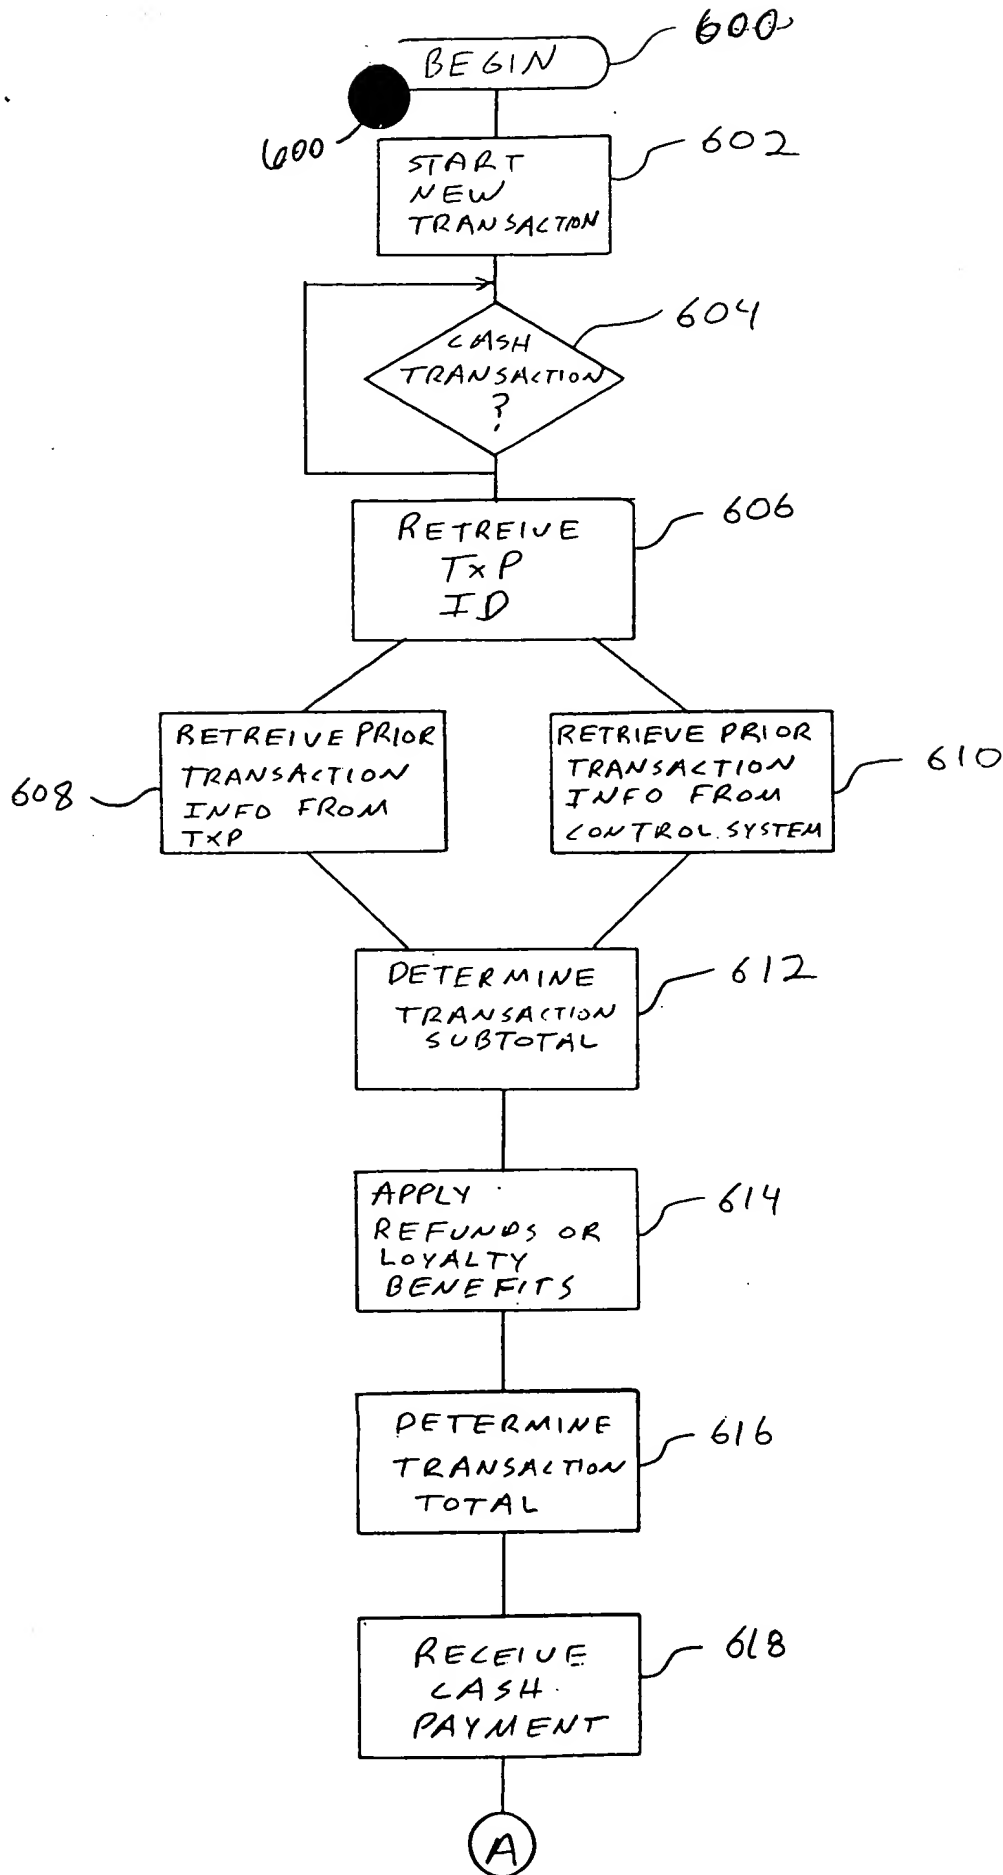 600
BEGIN
600
602
START
NEW
TRANSACTION
604
CASH
TRANSACTION
?
606
RETREIVE
TXP
ID
RETREIVE PRIOR
TRANSACTION
INFO FROM
TXP
608
RETRIEVE PRIOR
TRANSACTION
INFO FROM
CONTROL SYSTEM
610
612
DETERMINE
TRANSACTION
SUBTOTAL
614
APPLY
REFUNDS OR
LOYALTY
BENEFITS
616
DETERMINE
TRANSACTION
TOTAL
618
RECEIVE
CASH
PAYMENT
A